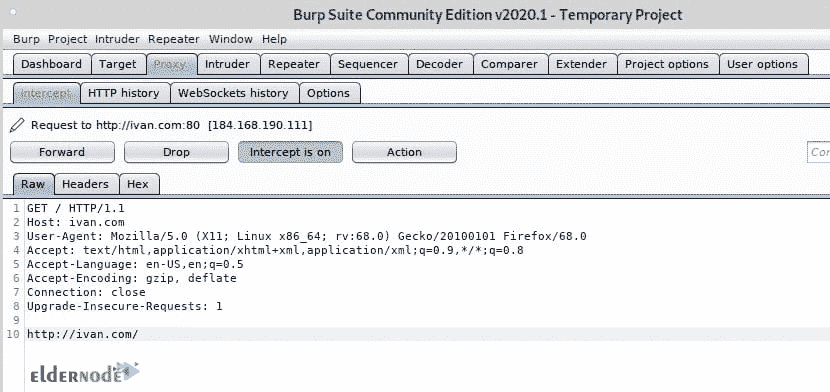 Burp Suite Community Edition v2020.1 - Temporary Project
Burp Project Intruder Repeater Window Help
Dashboard Target Proxy Intruder Repeater Sequencer Decoder Comparer Extender Project options User options
Intercept HTTP history WebSockets history Options
Request to http://ivan.com:80 [184.168.190.111]
Forward Drop Intercept is on Action
Raw Headers Hex
1 GET / HTTP/1.1
2 Host: ivan.com
3 User-Agent: Mozilla/5.0 (X11; Linux x86_64; rv:68.0) Gecko/20100101 Firefox/68.0
4 Accept: text/html,application/xhtml+xml,application/xml;q=0.9,*/*;q=0.8
5 Accept-Language: en-US,en;q=0.5
6 Accept-Encoding: gzip, deflate
7 Connection: close
8 Upgrade-Insecure-Requests: 1
9
10 http://ivan.com/
elderNode